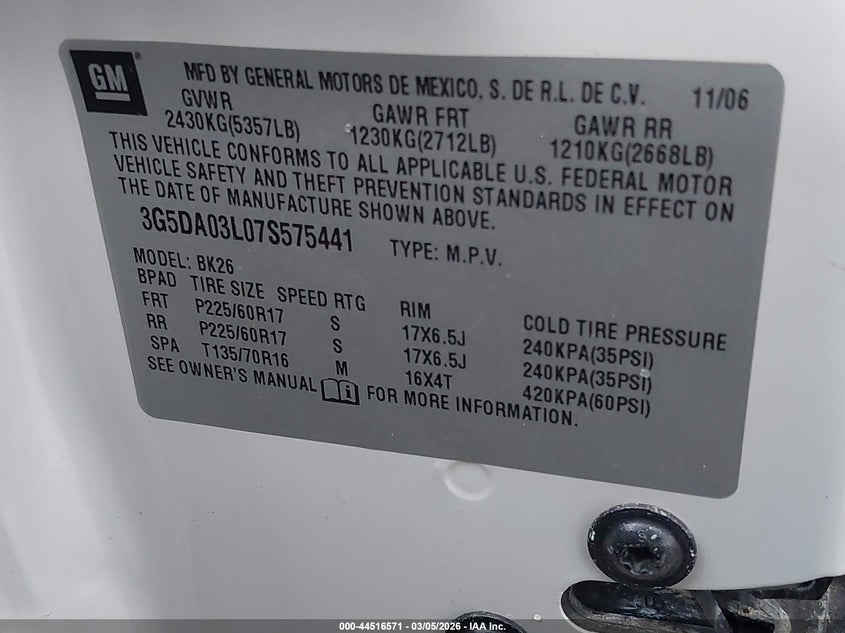 GM ®
MFD BY GENERAL MOTORS DE MEXICO, S. DE R.L. DE C.V. 11/06
GVWR GAWR FRT GAWR RR
2430KG(5357LB) 1230KG(2712LB) 1210KG(2668LB)
THIS VEHICLE CONFORMS TO ALL APPLICABLE U.S. FEDERAL MOTOR
VEHICLE SAFETY AND THEFT PREVENTION STANDARDS IN EFFECT ON
THE DATE OF MANUFACTURE SHOWN ABOVE.
3G5DA03L07S575441 TYPE: M.P.V.
MODEL: BK26
BPAD TIRE SIZE SPEED RTG RIM COLD TIRE PRESSURE
FRT P225/60R17 S 17X6.5J 240KPA(35PSI)
RR P225/60R17 S 17X6.5J 240KPA(35PSI)
SPA T135/70R16 M 16X4T 420KPA(60PSI)
SEE OWNER'S MANUAL FOR MORE INFORMATION.
000-44516571 - 03/05/2026 - IAA Inc.